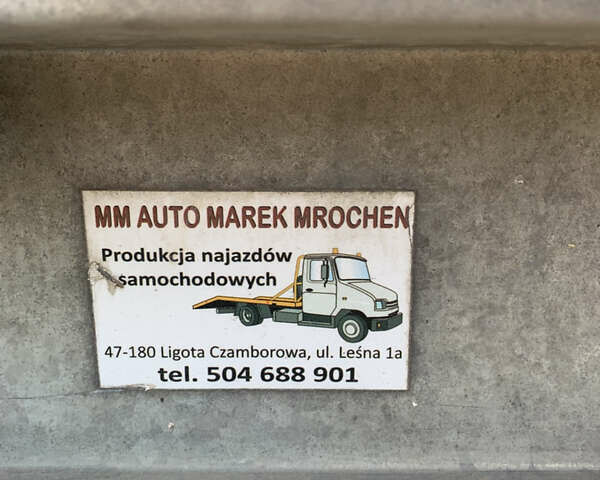 MM AUTO MAREK MROCHEN
Produkcja najazdów
samochodowych
47-180 Ligota Czamborowa, ul. Leśna 1a
tel. 504 688 901